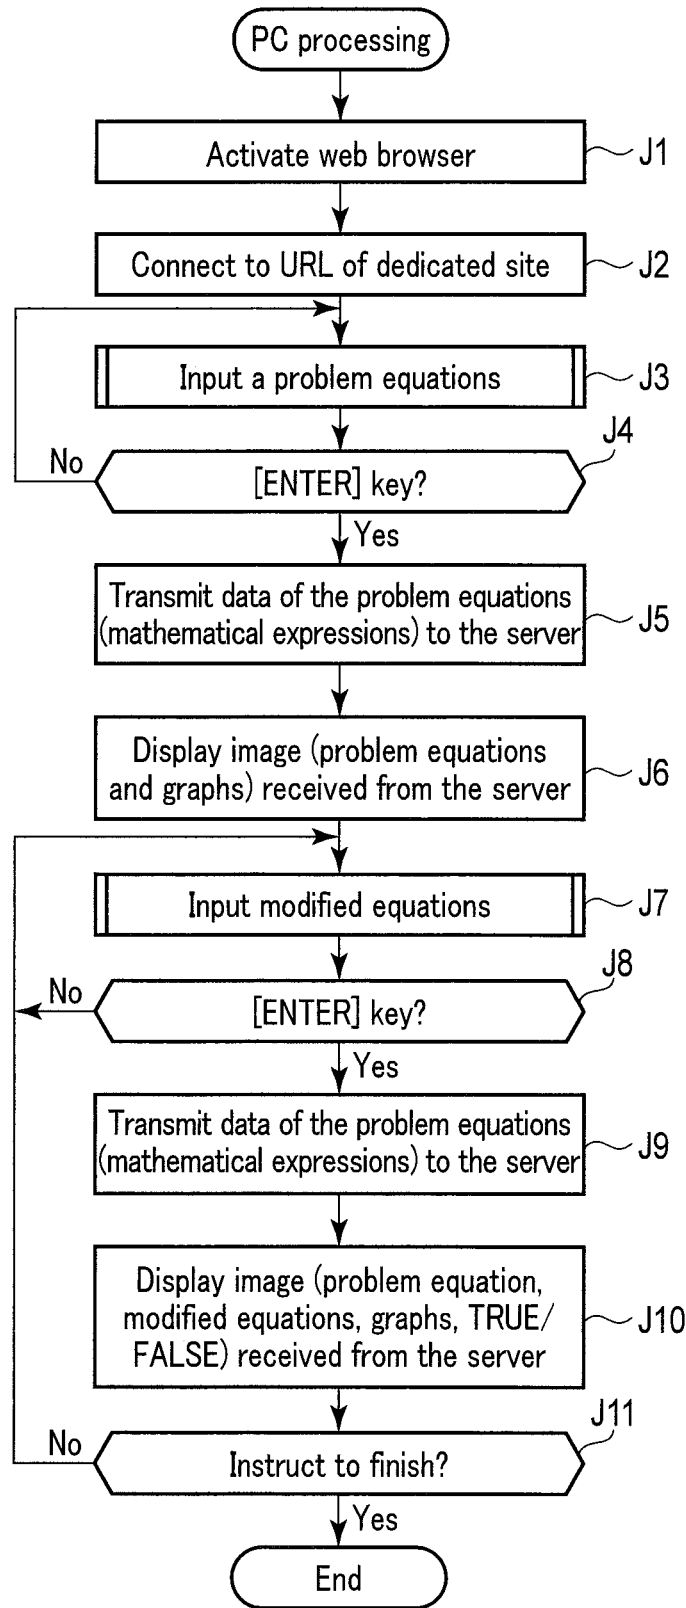 PC processing
Activate web browser
J1
Connect to URL of dedicated site
J2
Input a problem equations
J3
J4
No
[ENTER] key?
Yes
Transmit data of the problem equations
(mathematical expressions) to the server
J5
Display image (problem equations
and graphs) received from the server
J6
Input modified equations
J7
J8
No
[ENTER] key?
Yes
Transmit data of the problem equations
(mathematical expressions) to the server
J9
Display image (problem equation,
modified equations, graphs, TRUE/
FALSE) received from the server
J10
J11
No
Instruct to finish?
Yes
End